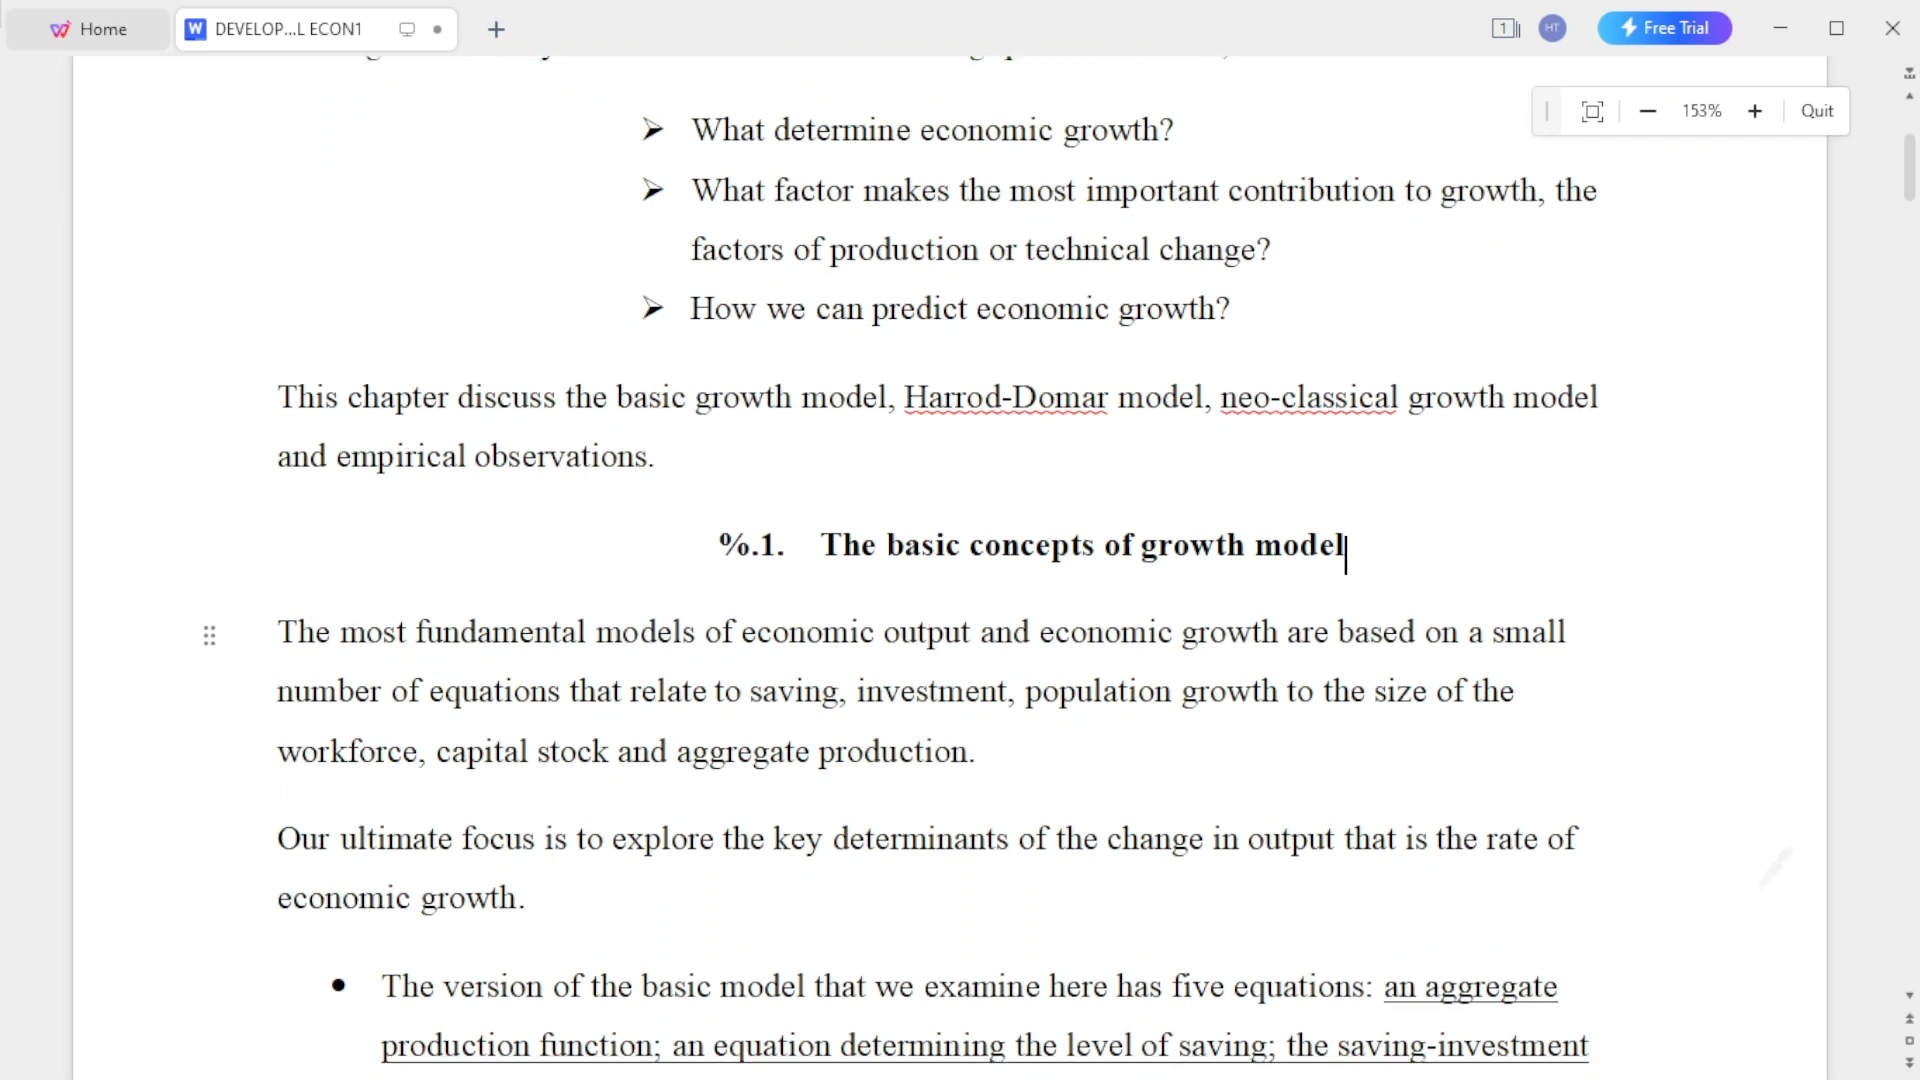 Home
DEVELOP...L ECON1
1
HT
Free Trial
153%
Quit
What determine economic growth?
What factor makes the most important contribution to growth, the
factors of production or technical change?
How we can predict economic growth?
This chapter discuss the basic growth model, Harrod-Domar model, neo-classical growth model
and empirical observations.
%.1. The basic concepts of growth model
The most fundamental models of economic output and economic growth are based on a small
number of equations that relate to saving, investment, population growth to the size of the
workforce, capital stock and aggregate production.
Our ultimate focus is to explore the key determinants of the change in output that is the rate of
economic growth.
The version of the basic model that we examine here has five equations: an aggregate
production function; an equation determining the level of saving; the saving-investment